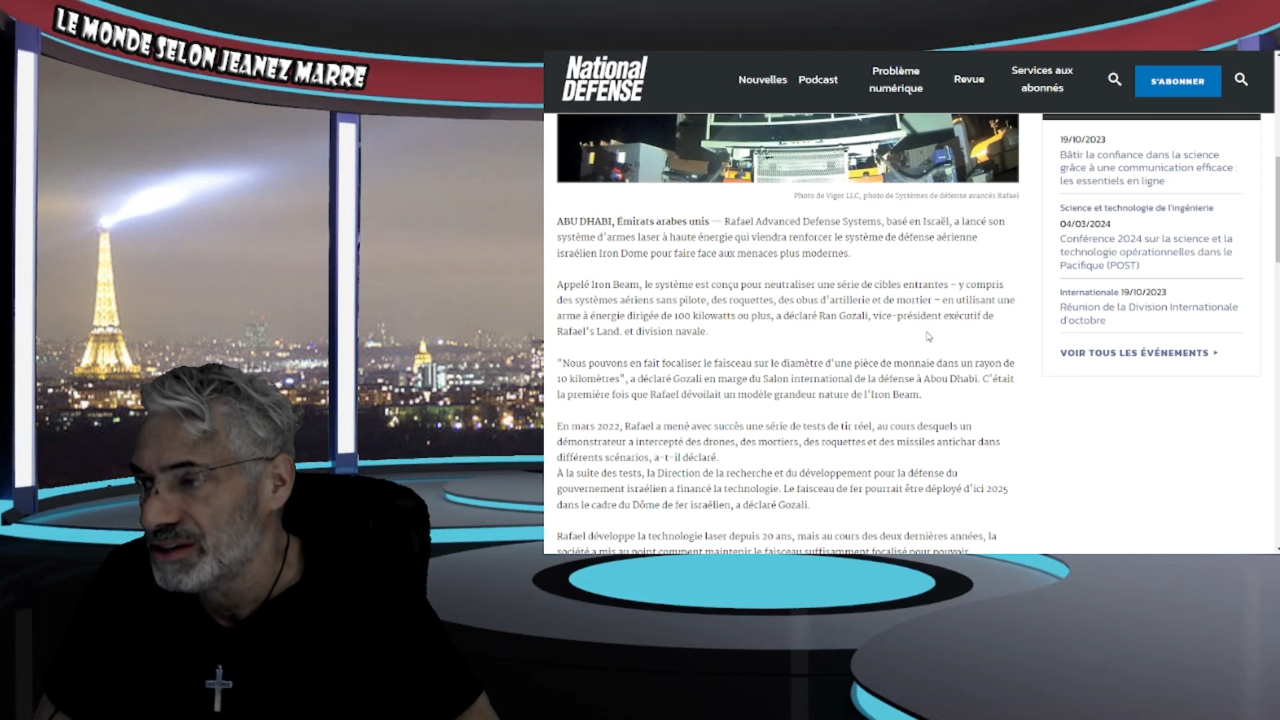 LE MONDE SELON JEANEZ MARRE
National
DEFENSE
Nouvelles
Podcast
Problème
numérique
Revue
Services aux
abonnés
S'ABONNER
Photo de Vigor LLC, photo de Systèmes de défense avancés Rafael
ABU DHABI, Émirats arabes unis — Rafael Advanced Defense Systems, basé en Israël, a lancé son
système d'armes laser à haute énergie qui viendra renforcer le système de défense aérienne
israélien Iron Dome pour faire face aux menaces plus modernes.
Appelé Iron Beam, le système est conçu pour neutraliser une série de cibles entrantes – y compris
des systèmes aériens sans pilote, des roquettes, des obus d'artillerie et de mortier – en utilisant une
arme à énergie dirigée de 100 kilowatts ou plus, a déclaré Ran Gozali, vice-président exécutif de
Rafael's Land. et division navale.
"Nous pouvons en fait focaliser le faisceau sur le diamètre d'une pièce de monnaie dans un rayon de
10 kilomètres", a déclaré Gozali en marge du Salon international de la défense à Abou Dhabi. C'était
la première fois que Rafael dévoilait un modèle grandeur nature de l'Iron Beam.
En mars 2022, Rafael a mené avec succès une série de tests de tir réel, au cours desquels un
démonstrateur a intercepté des drones, des mortiers, des roquettes et des missiles antichar dans
différents scénarios, a-t-il déclaré.
À la suite des tests, la Direction de la recherche et du développement pour la défense du
gouvernement israélien a financé la technologie. Le faisceau de fer pourrait être déployé d'ici 2025
dans le cadre du Dôme de fer israélien, a déclaré Gozali.
Rafael développe la technologie laser depuis 20 ans, mais au cours des deux dernières années, la
société a mis au point comment maintenir le faisceau suffisamment focalisé pour pouvoir
19/10/2023
Bâtir la confiance dans la science
grâce à une communication efficace :
les essentiels en ligne
Science et technologie de l'ingénierie
04/03/2024
Conférence 2024 sur la science et la
technologie opérationnelles dans le
Pacifique (POST)
Internationale 19/10/2023
Réunion de la Division Internationale
d'octobre
VOIR TOUS LES ÉVÉNEMENTS